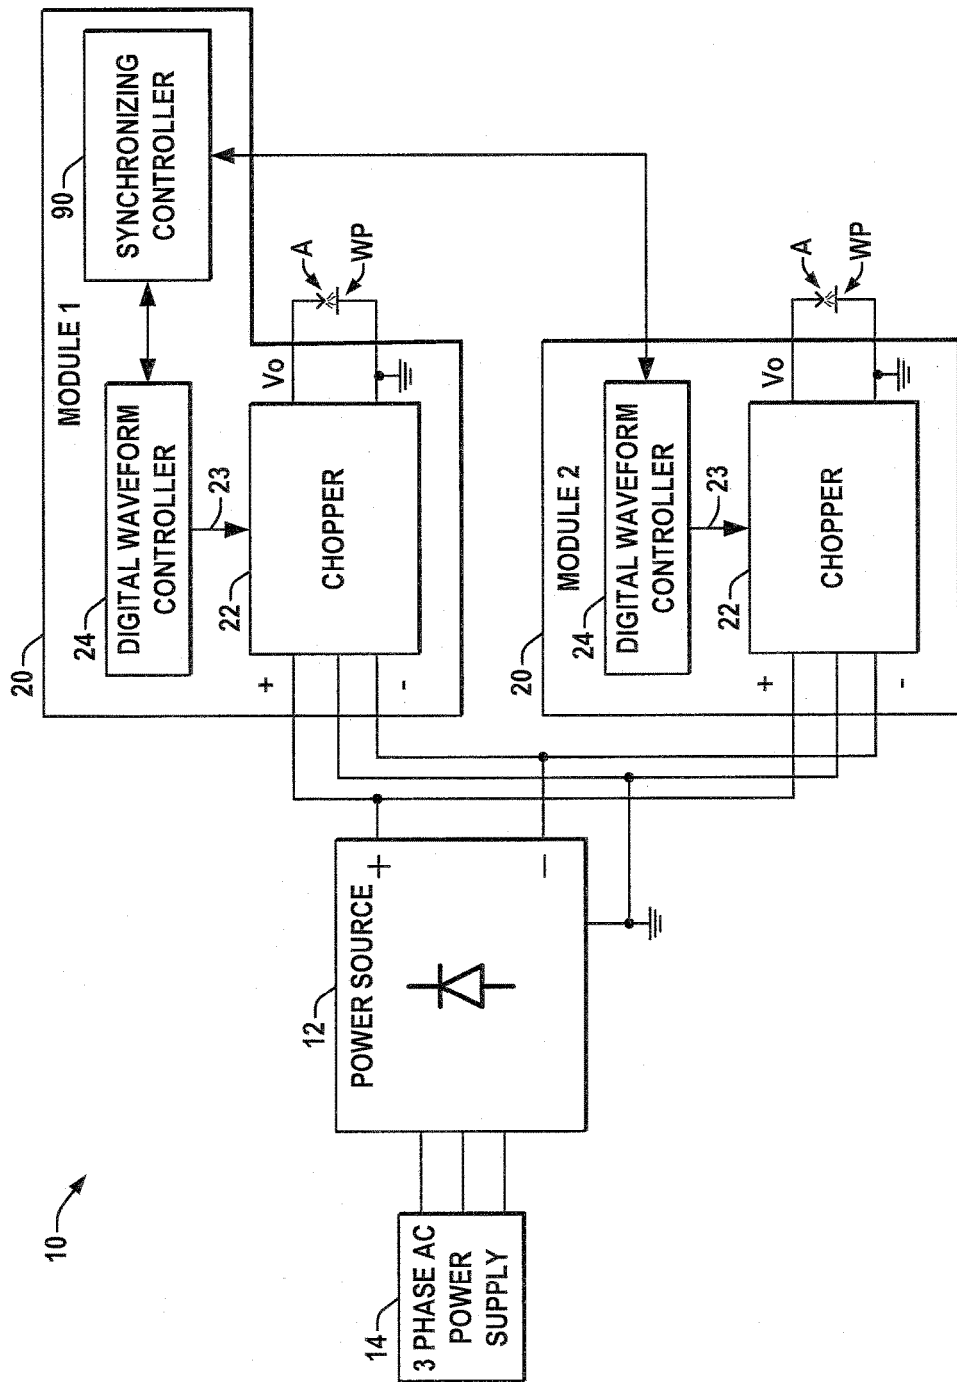 10
14
3 PHASE AC
POWER
SUPPLY
12
POWER SOURCE
+
−
20
MODULE 1
24
DIGITAL WAVEFORM
CONTROLLER
90
SYNCHRONIZING
CONTROLLER
23
22
CHOPPER
+
-
Vo
A
WP
20
MODULE 2
24
DIGITAL WAVEFORM
CONTROLLER
23
22
CHOPPER
+
-
Vo
A
WP